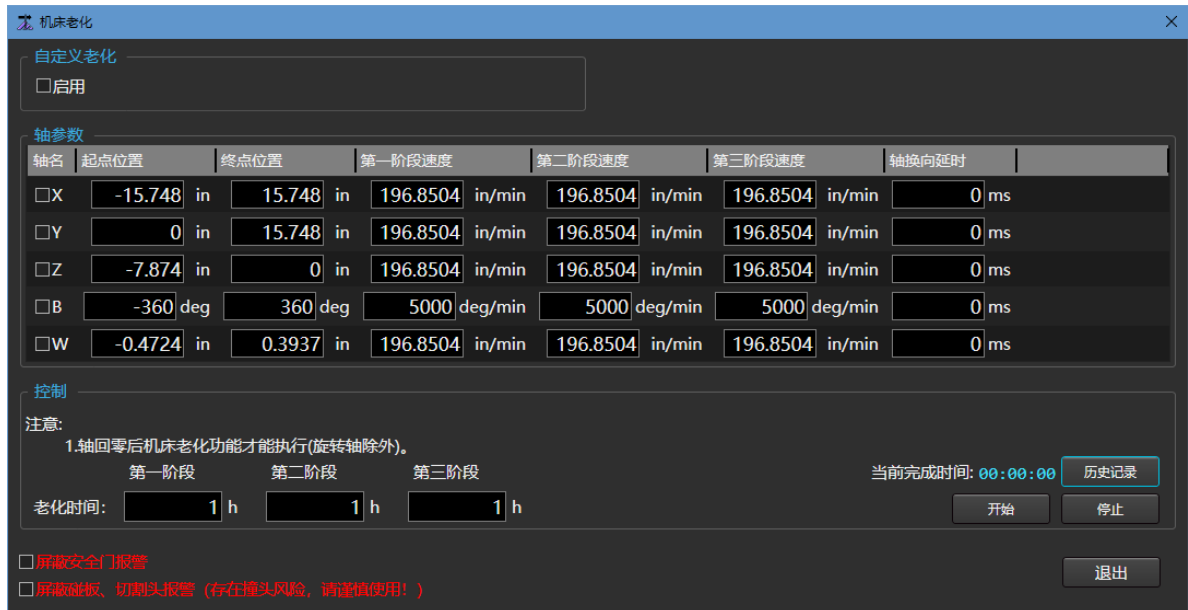 机床老化
自定义老化
启用
轴参数
轴名 起点位置 终点位置 第一阶段速度 第二阶段速度 第三阶段速度 轴换向延时
X -15.748 in 15.748 in 196.8504 in/min 196.8504 in/min 196.8504 in/min 0 ms
Y 0 in 15.748 in 196.8504 in/min 196.8504 in/min 196.8504 in/min 0 ms
Z -7.874 in 0 in 196.8504 in/min 196.8504 in/min 196.8504 in/min 0 ms
B -360 deg 360 deg 5000 deg/min 5000 deg/min 5000 deg/min 0 ms
W -0.4724 in 0.3937 in 196.8504 in/min 196.8504 in/min 196.8504 in/min 0 ms
控制
注意:
1.轴回零后机床老化功能才能执行(旋转轴除外)。
第一阶段 第二阶段 第三阶段
当前完成时间: 00:00:00 历史记录
老化时间: 1 h 1 h 1 h
开始 停止
屏蔽安全门报警
屏蔽碰板、切割头报警（存在撞头风险，请谨慎使用！）
退出